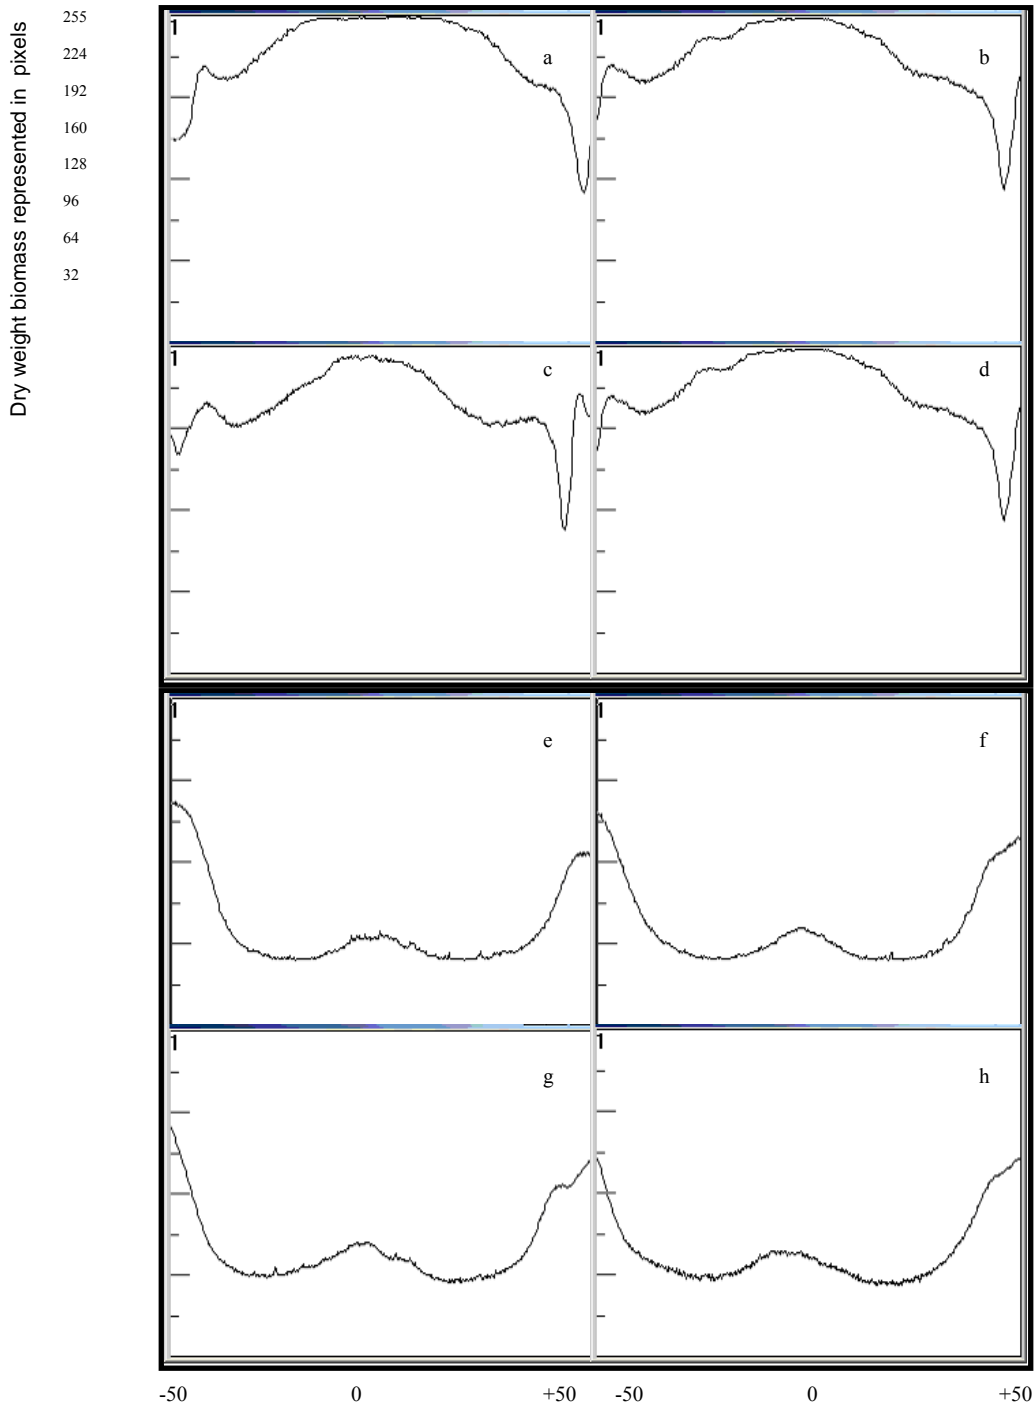 Dry weight biomass represented in pixels
255
224
192
160
128
96
64
32
1 a
1 b
1 c
1 d
1 e
1 f
1 g
1 h
-50 0 +50 -50 0 +50